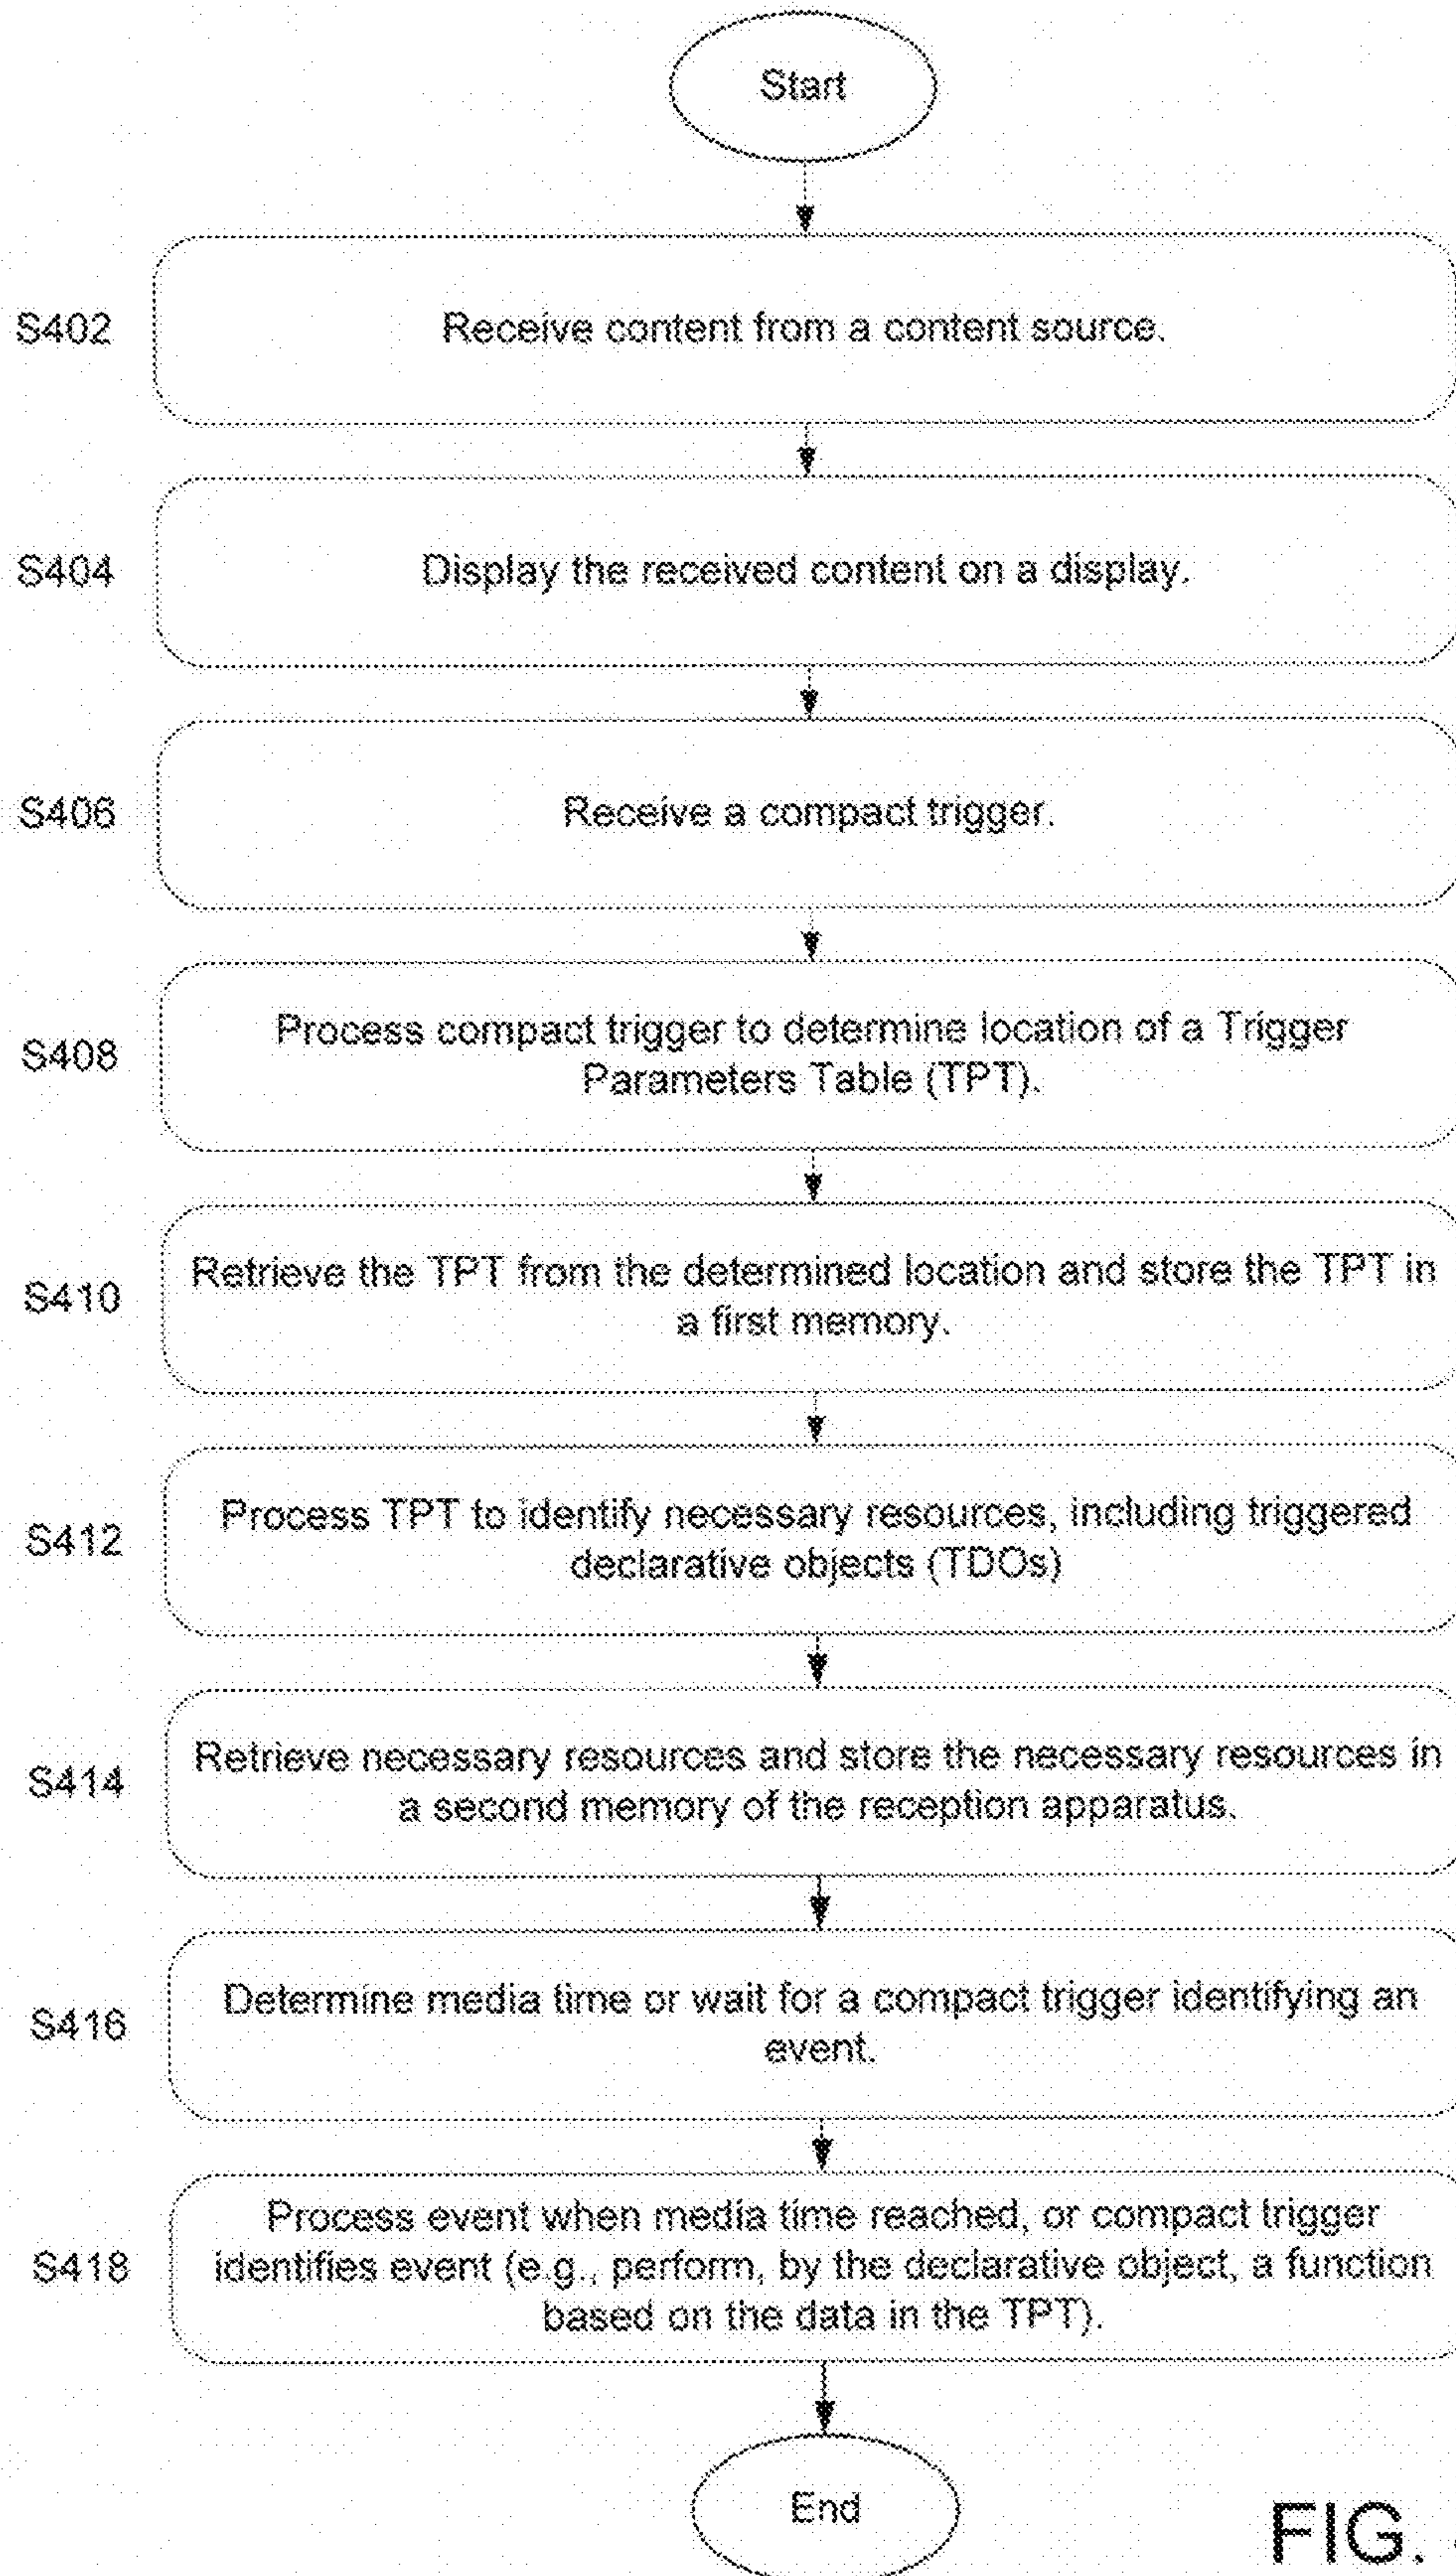 Start
S402
Receive content from a content source.
S404
Display the received content on a display.
S406
Receive a compact trigger.
S408
Process compact trigger to determine location of a Trigger
Parameters Table (TPT).
S410
Retrieve the TPT from the determined location and store the TPT in
a first memory.
S412
Process TPT to identify necessary resources, including triggered
declarative objects (TDOs)
S414
Retrieve necessary resources and store the necessary resources in
a second memory of the reception apparatus.
S416
Determine media time or wait for a compact trigger identifying an
event.
S418
Process event when media time reached, or compact trigger
identifies event (e.g., perform, by the declarative object, a function
based on the data in the TPT).
End
FIG.